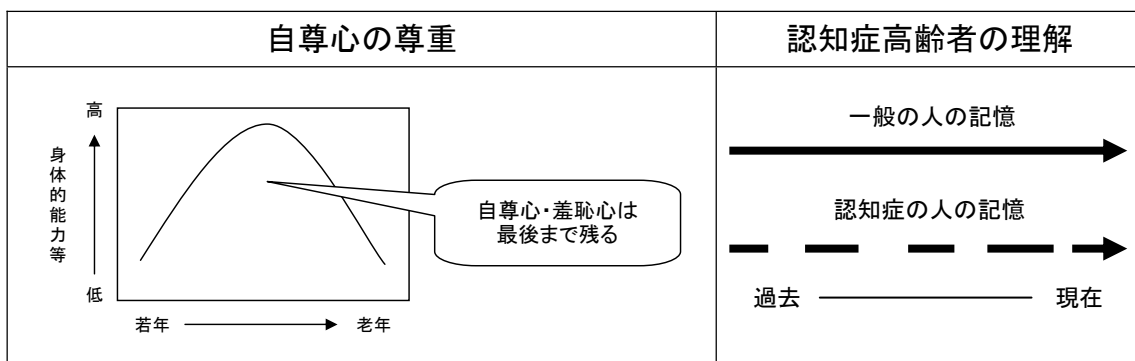 自尊心の尊重
認知症高齢者の理解
高
身体的能力等
低
若年
老年
自尊心・羞恥心は
最後まで残る
一般の人の記憶
認知症の人の記憶
過去
現在